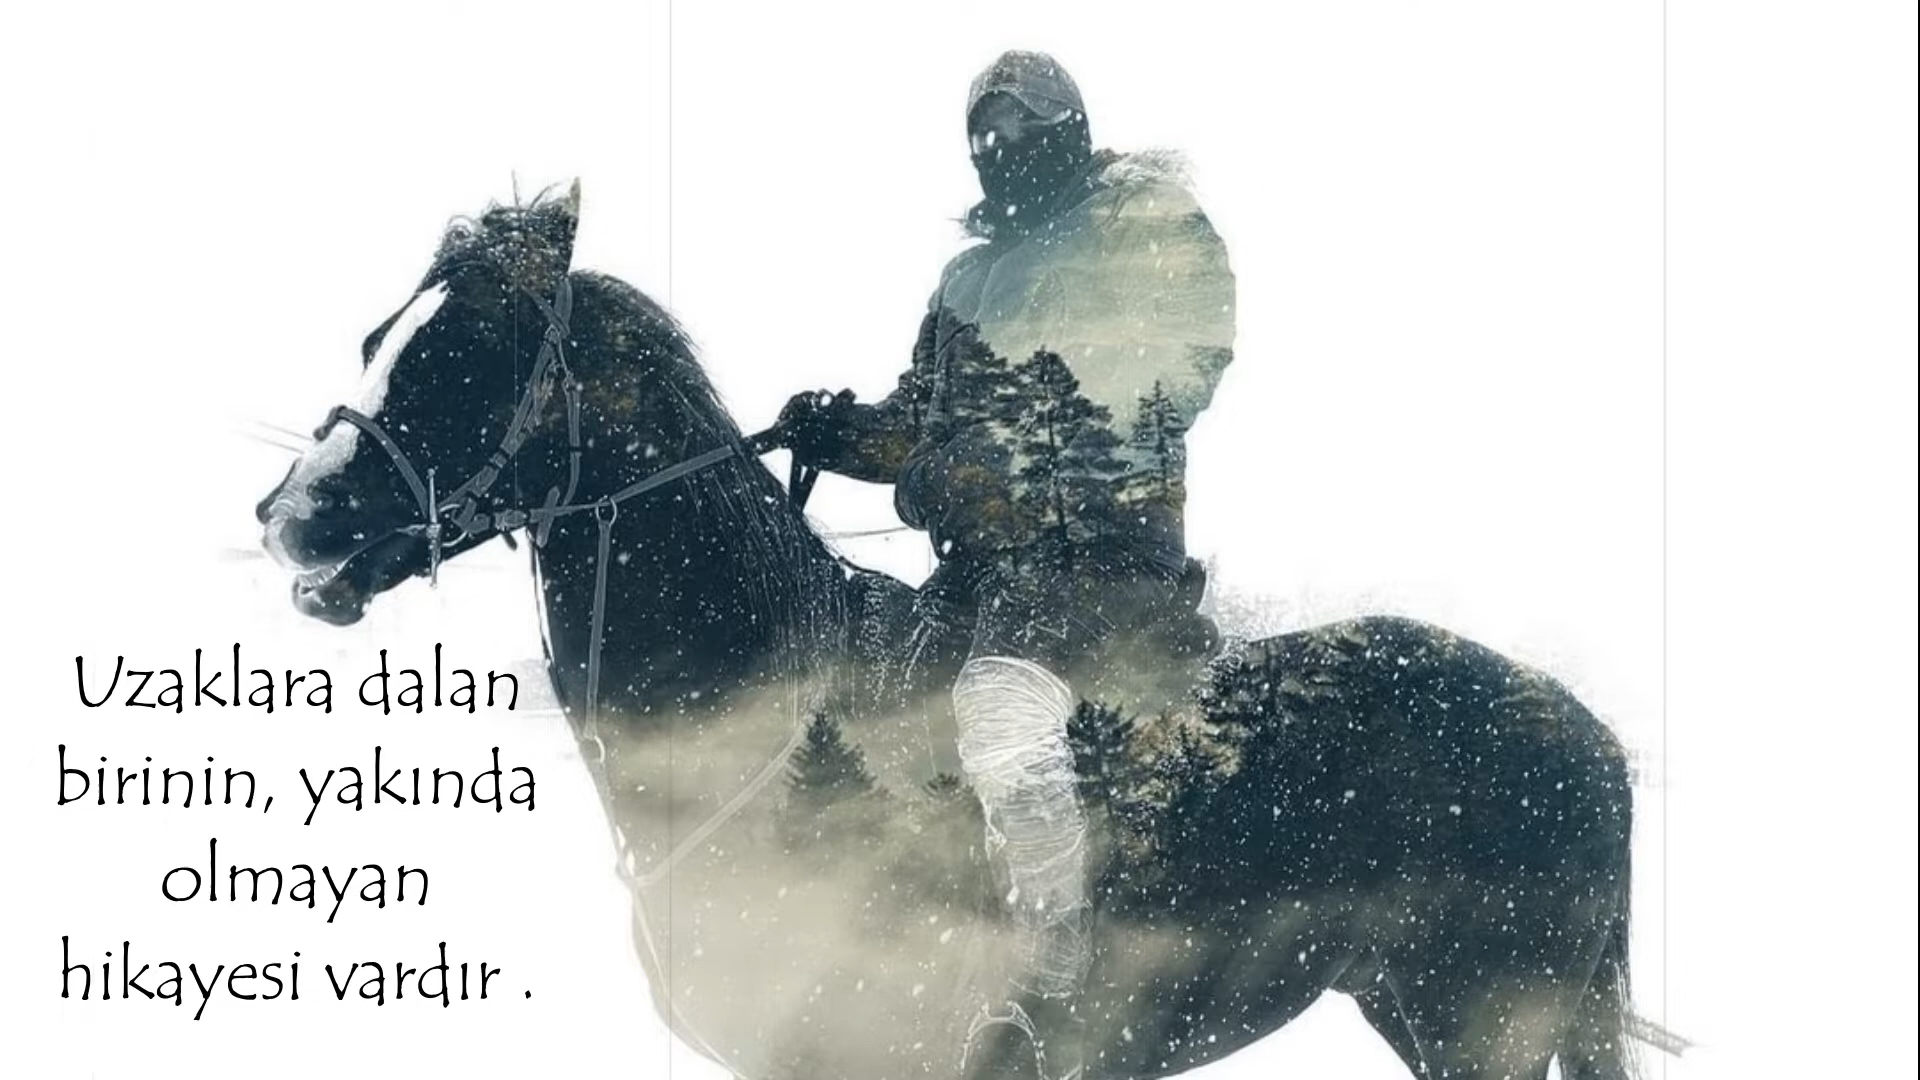 Uzaklara dalan
birinin, yakında
olmayan
hikayesi vardır .